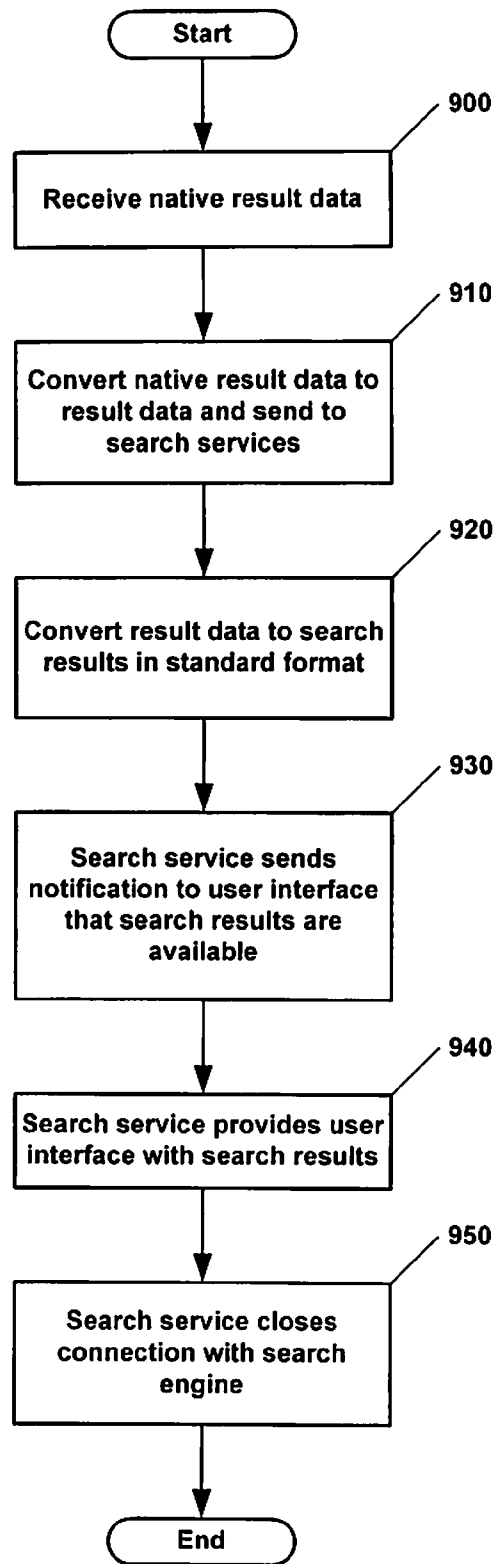 Start
900
Receive native result data
910
Convert native result data to
result data and send to
search services
920
Convert result data to search
results in standard format
930
Search service sends
notification to user interface
that search results are
available
940
Search service provides user
interface with search results
950
Search service closes
connection with search
engine
End